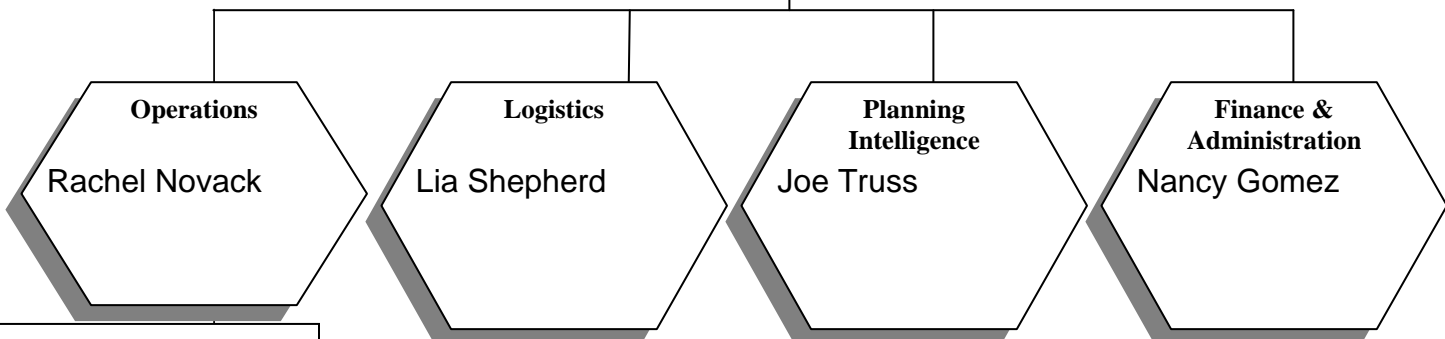 Operations
Rachel Novack
Logistics
Lia Shepherd
Planning
Intelligence
Joe Truss
Finance &
Administration
Nancy Gomez